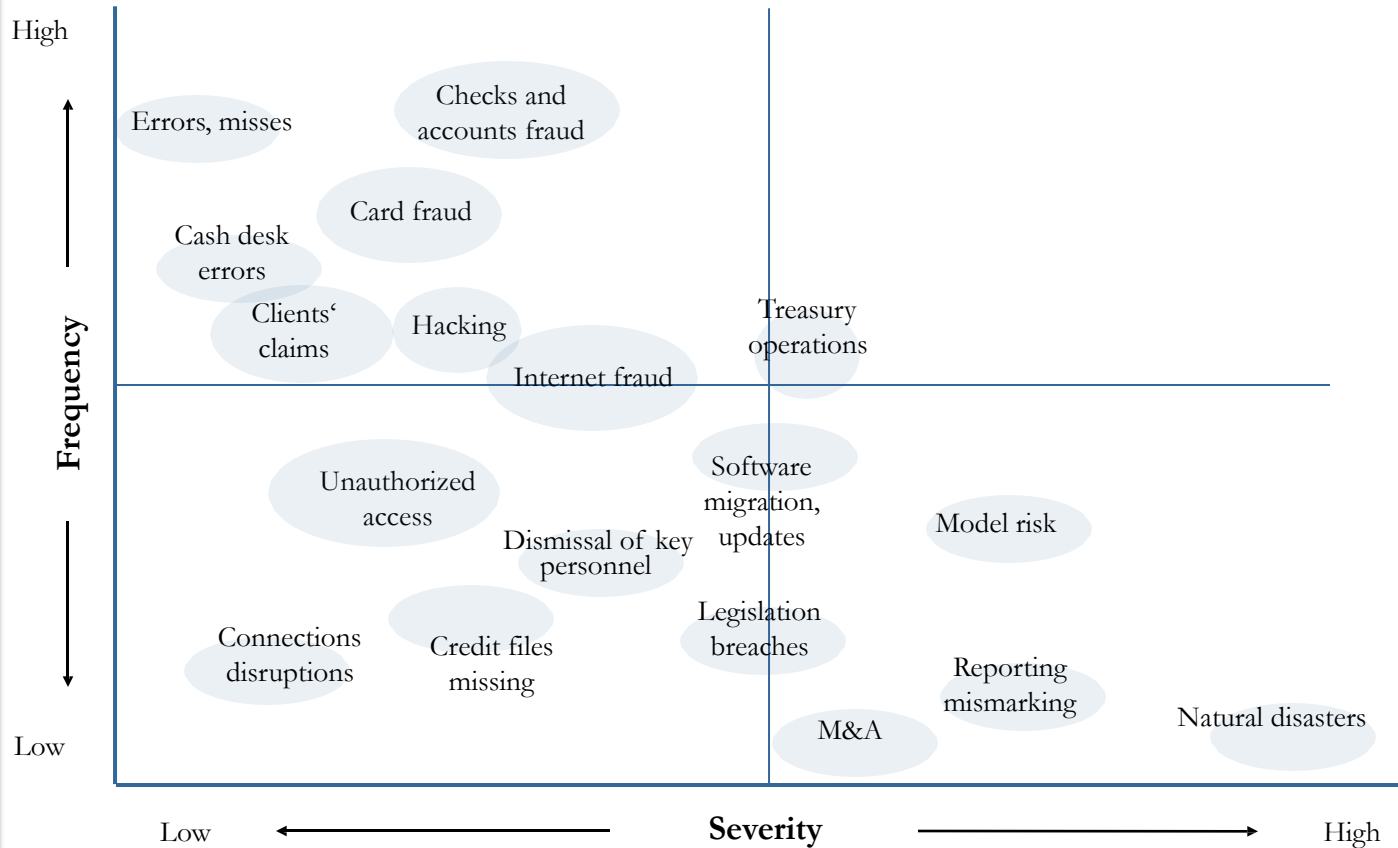 High
Checks and
accounts fraud
Errors, misses
Card fraud
Cash desk
errors
Clients‘
claims
Hacking
Treasury
operations
Internet fraud
Frequency
Unauthorized
access
Software
migration,
updates
Model risk
Dismissal of key
personnel
Legislation
breaches
Connections
disruptions
Credit files
missing
Reporting
mismarking
Natural disasters
M&A
Low
Low
Severity
High